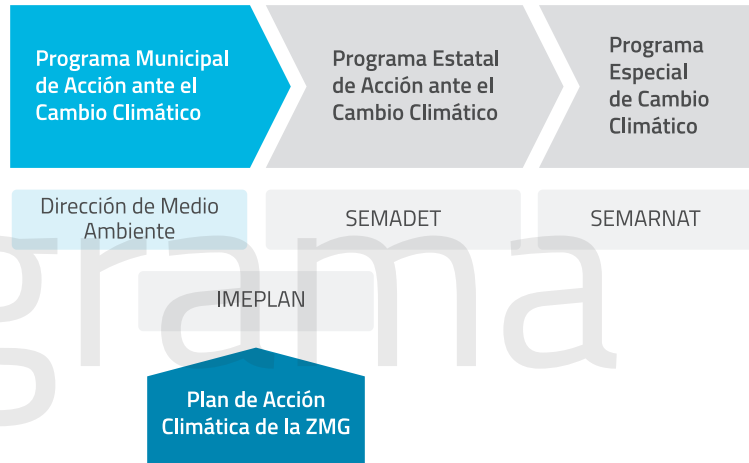 Programa Municipal
de Acción ante el
Cambio Climático
Programa Estatal
de Acción ante el
Cambio Climático
Programa
Especial
de Cambio
Climático
Dirección de Medio
Ambiente
SEMADET
SEMARNAT
grama
IMEPLAN
Plan de Acción
Climática de la ZMG